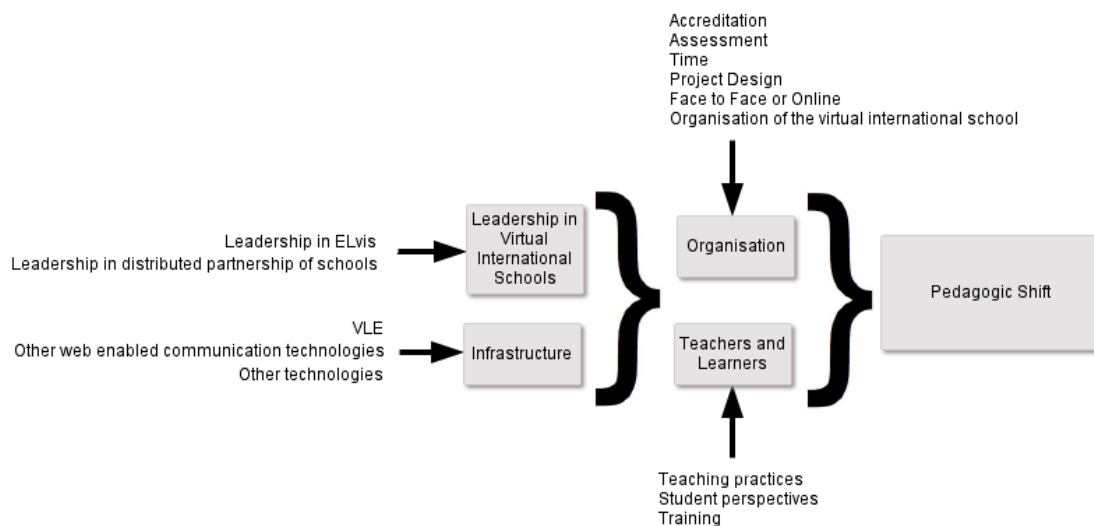 Accreditation
Assessment
Time
Project Design
Face to Face or Online
Organisation of the virtual international school
Leadership in ELvis
Leadership in distributed partnership of schools
Leadership in
Virtual
International
Schools
Organisation
Pedagogic Shift
VLE
Other web enabled communication technologies
Other technologies
Infrastructure
Teachers and
Learners
Teaching practices
Student perspectives
Training